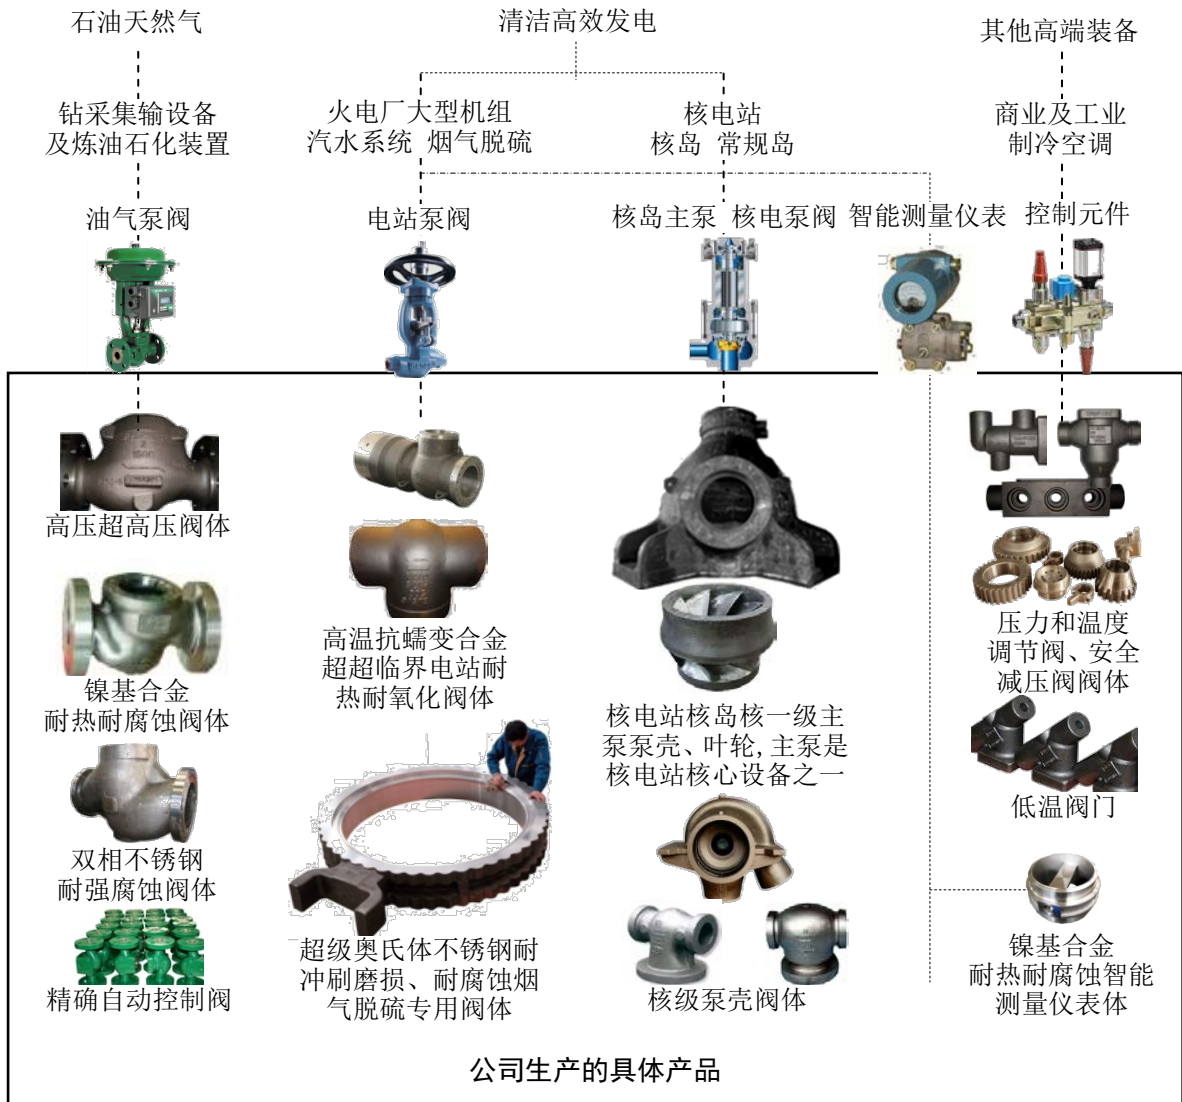 石油天然气
清洁高效发电
其他高端装备
钻采集输设备
及炼油石化装置
火电厂大型机组
汽水系统 烟气脱硫
核电站
核岛 常规岛
商业及工业
制冷空调
油气泵阀
电站泵阀
核岛主泵 核电泵阀
智能测量仪表
控制元件
高压超高压阀体
镍基合金
耐热耐腐蚀阀体
双相不锈钢
耐强腐蚀阀体
精确自动控制阀
高温抗蠕变合金
超超临界电站耐
热耐氧化阀体
超级奥氏体不锈钢耐
冲刷磨损、耐腐蚀烟
气脱硫专用阀体
核电站核岛核一级主
泵泵壳、叶轮,主泵是
核电站核心设备之一
核级泵壳阀体
压力和温度
调节阀、安全
减压阀阀体
低温阀门
镍基合金
耐热耐腐蚀智能
测量仪表体
公司生产的具体产品